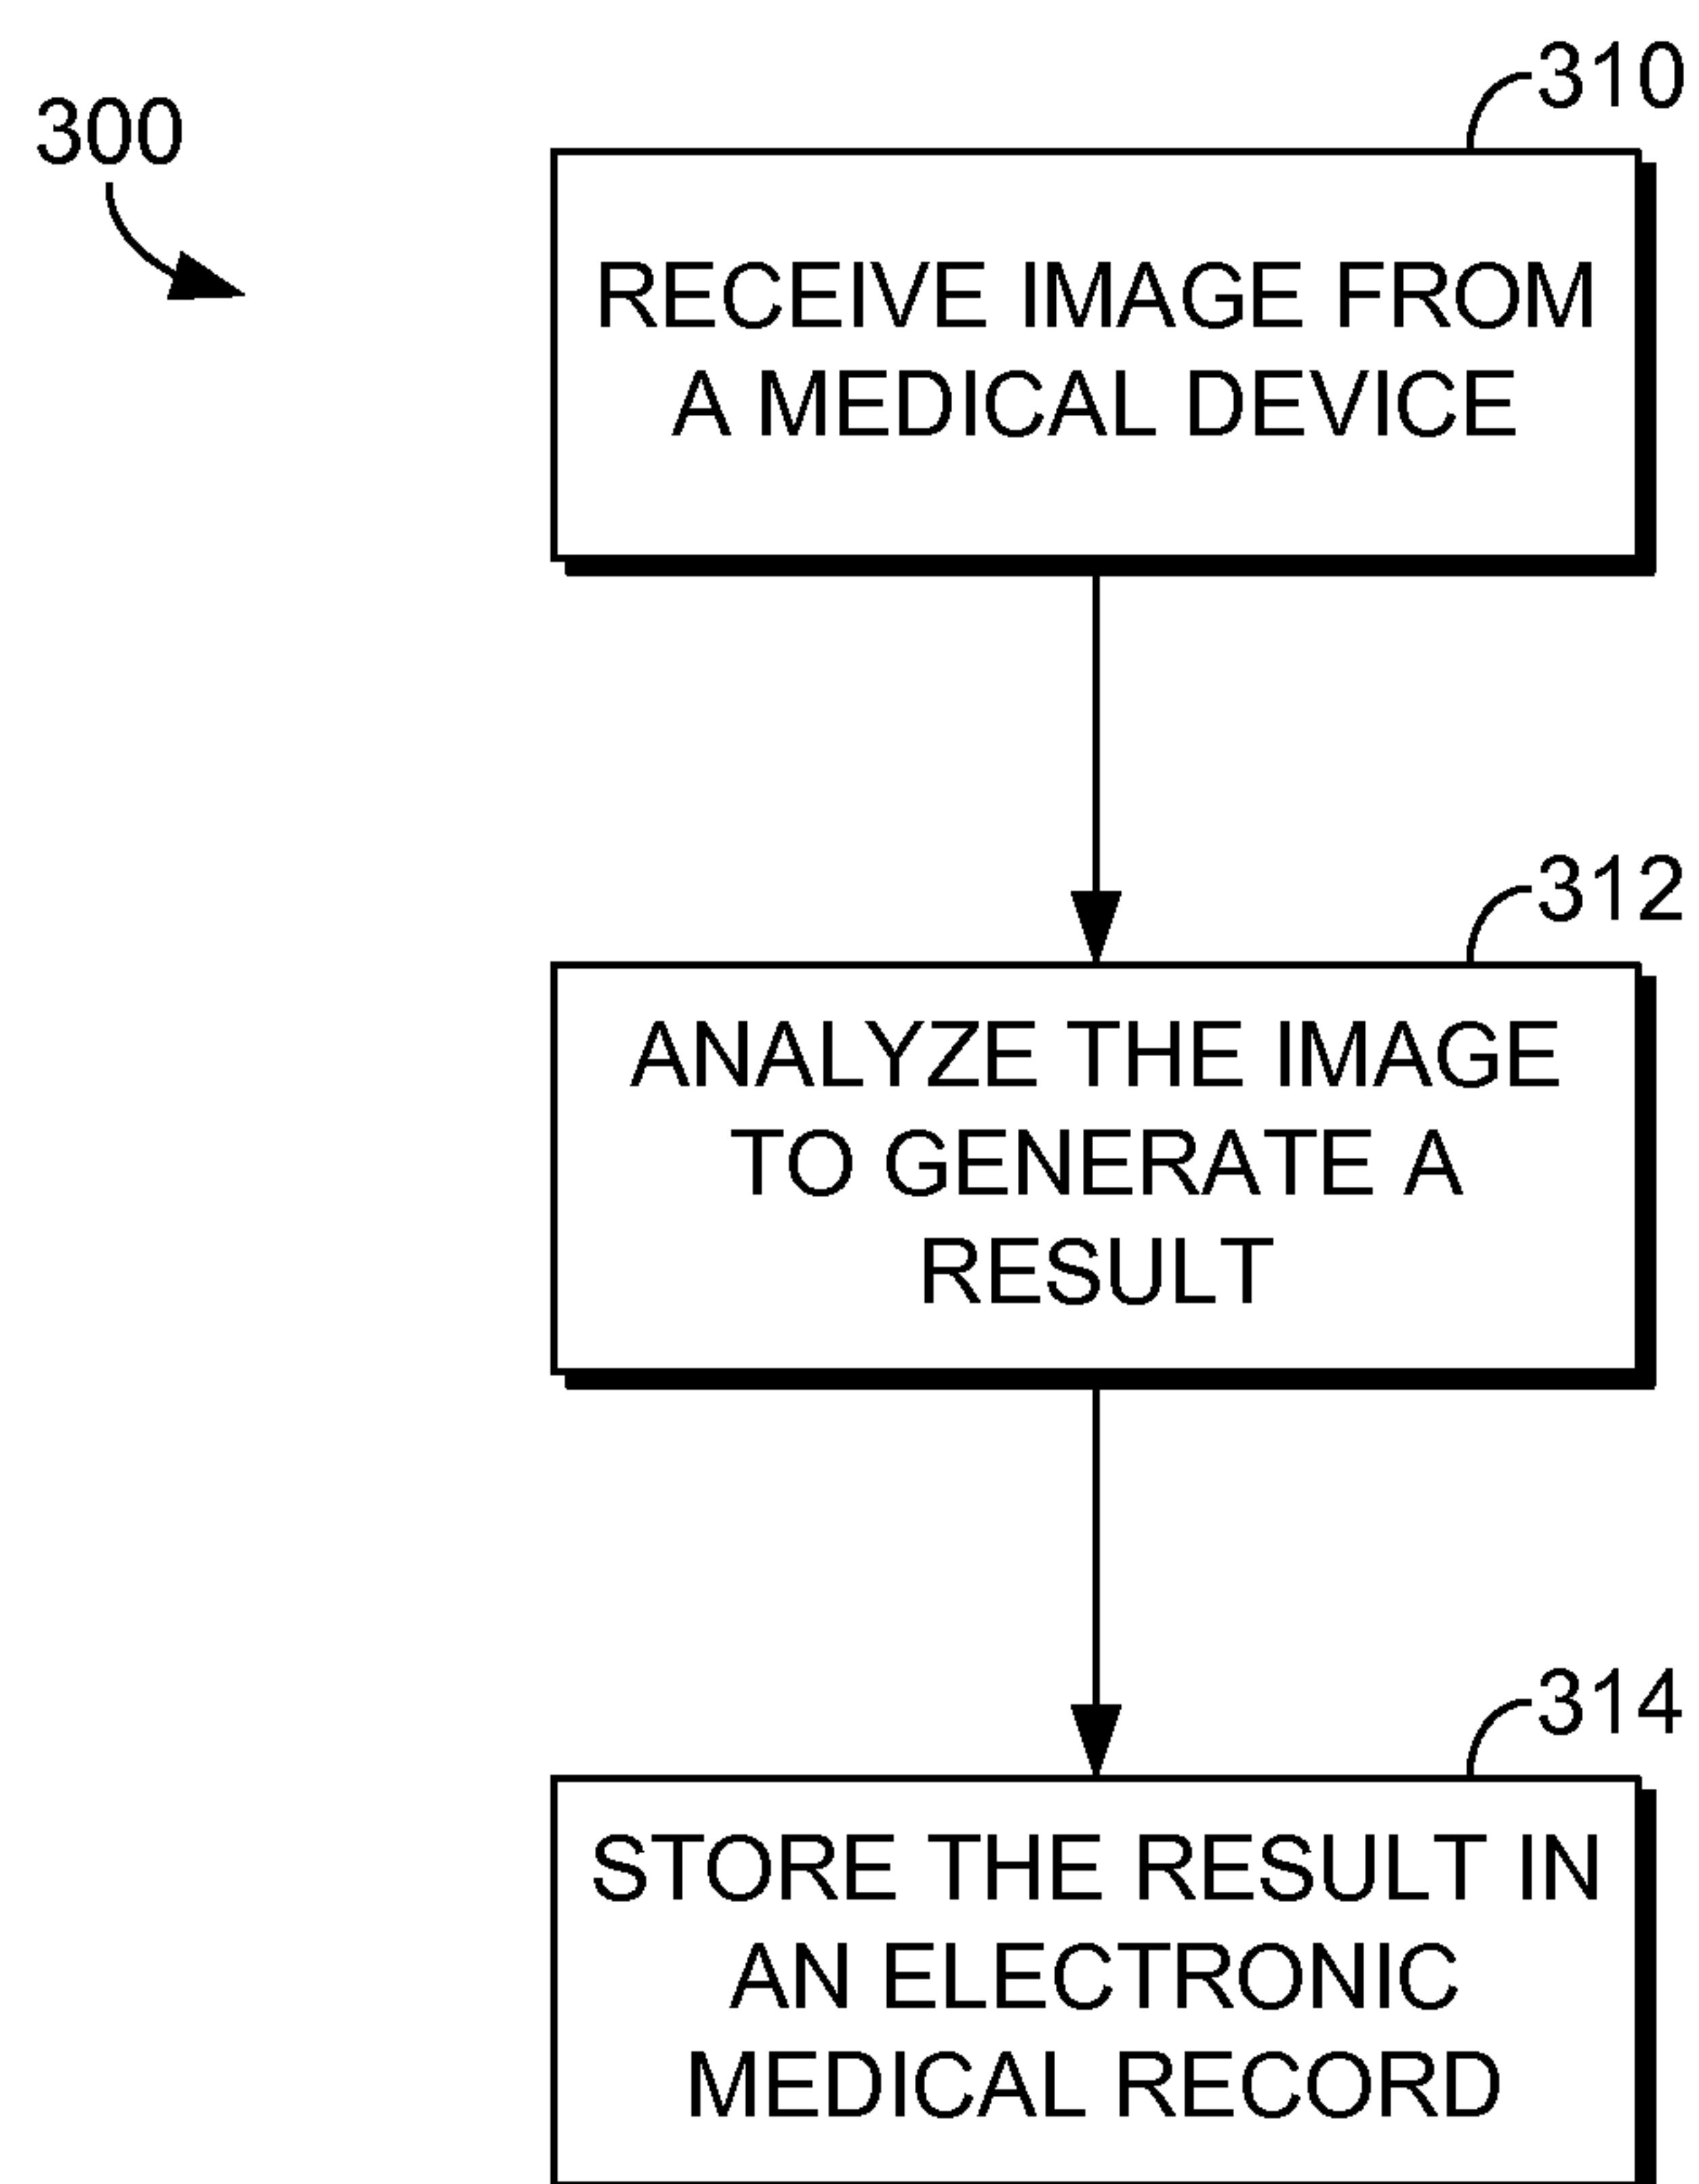 300
310
RECEIVE IMAGE FROM
A MEDICAL DEVICE
312
ANALYZE THE IMAGE
TO GENERATE A
RESULT
314
STORE THE RESULT IN
AN ELECTRONIC
MEDICAL RECORD